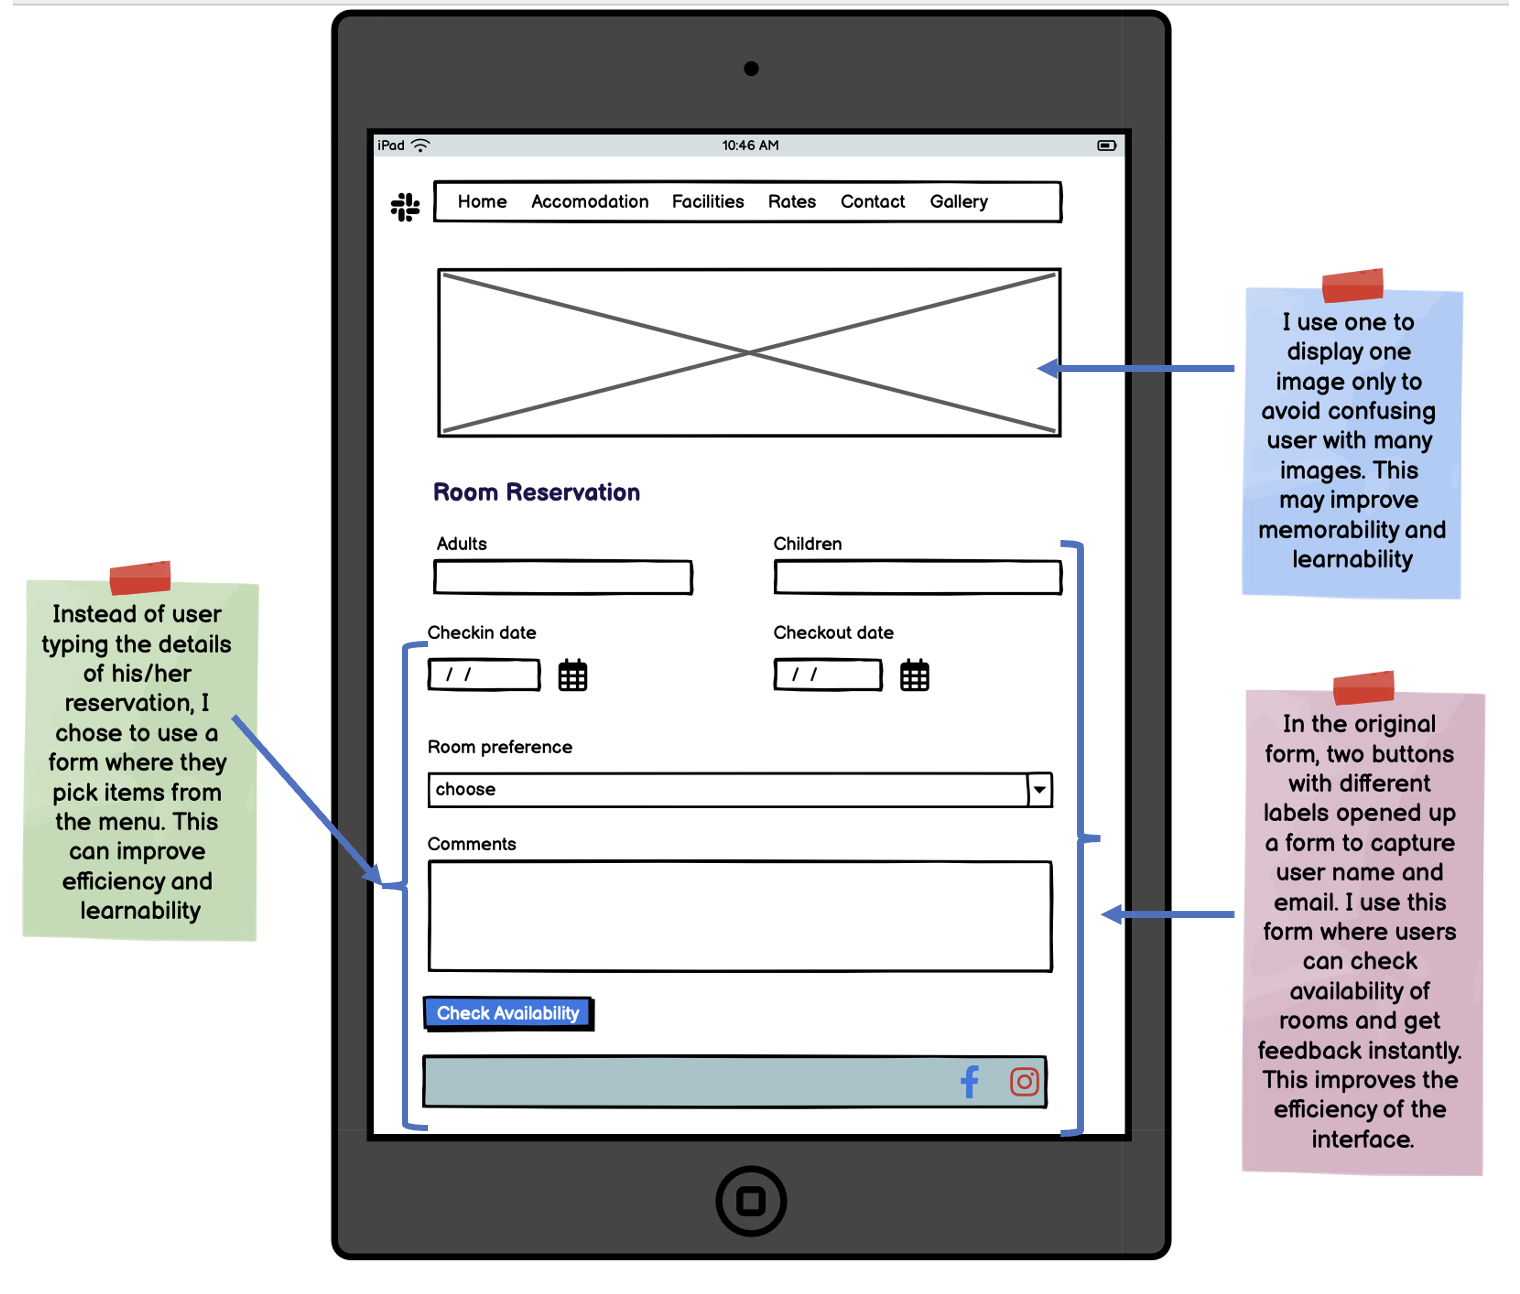 iPad
10:46 AM
Home Accomodation Facilities Rates Contact Gallery
I use one to
display one
image only to
avoid confusing
user with many
images. This
may improve
memorability and
learnability
Room Reservation
Adults Children
Checkin date Checkout date
/ / / /
Room preference
choose
Comments
Check Availability
Instead of user
typing the details
of his/her
reservation, I
chose to use a
form where they
pick items from
the menu. This
can improve
efficiency and
learnability
In the original
form, two buttons
with different
labels opened up
a form to capture
user name and
email. I use this
form where users
can check
availability of
rooms and get
feedback instantly.
This improves the
efficiency of the
interface.